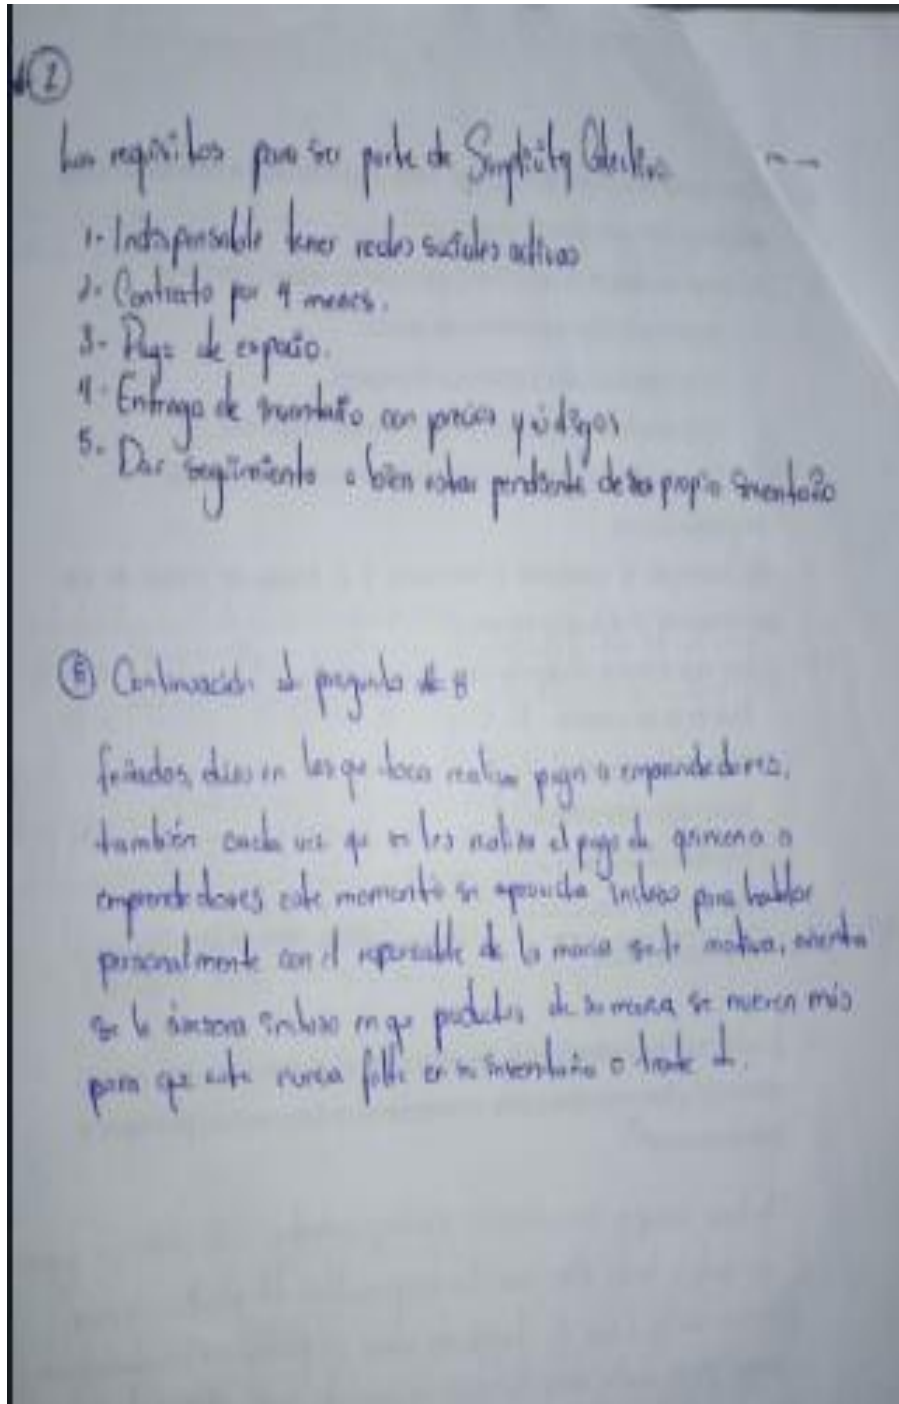 ②
Los requisitos para ser parte de Simplicity Colectivo
1- Indispensable tener redes sociales activas
2- Contrato por 4 meses.
3- Pago de espacio.
4- Entrega de inventario con precios y códigos
5- Dar seguimiento o bien estar pendiente de su propio inventario
⑧ Continuación de pregunta # 8
feriados, días en los que toca realizar pago a emprendedores,
también cada vez que se les realiza el pago de quincena a
emprendedores este momento se aprovecha incluso para hablar
personalmente con el responsable de la marca se le motiva, orienta
se le asesora incluso en que productos de su marca se mueven más
para que este nunca falte en su inventario o trate de.